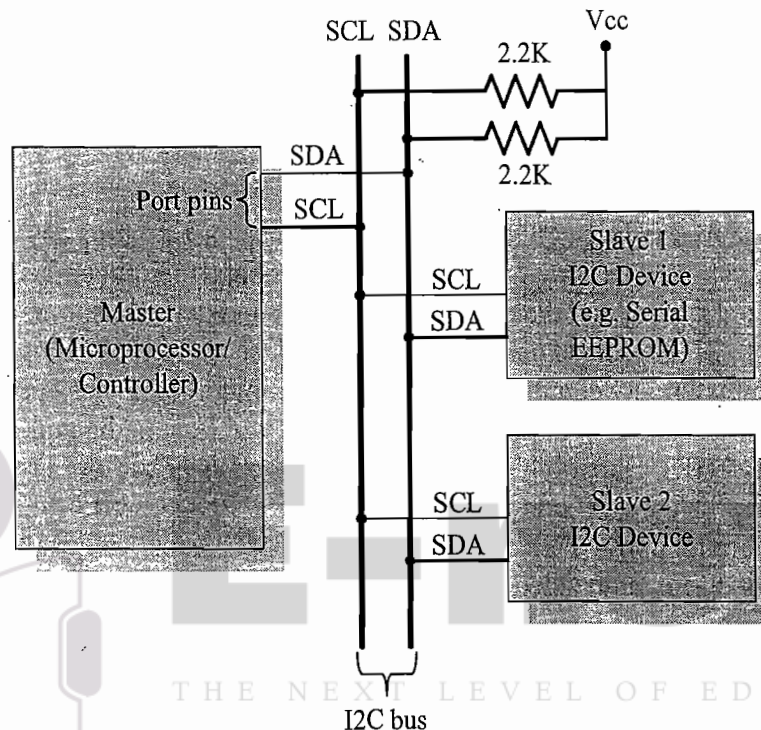 Vcc
SCL SDA
2.2K
2.2K
SDA
Port pins
SCL
Master
(Microprocessor/
Controller)
Slave 1
I2C Device
(e.g. Serial
EEPROM)
SCL
SDA
Slave 2
I2C Device
SCL
SDA
THE NEXT LEVEL OF ED
I2C bus